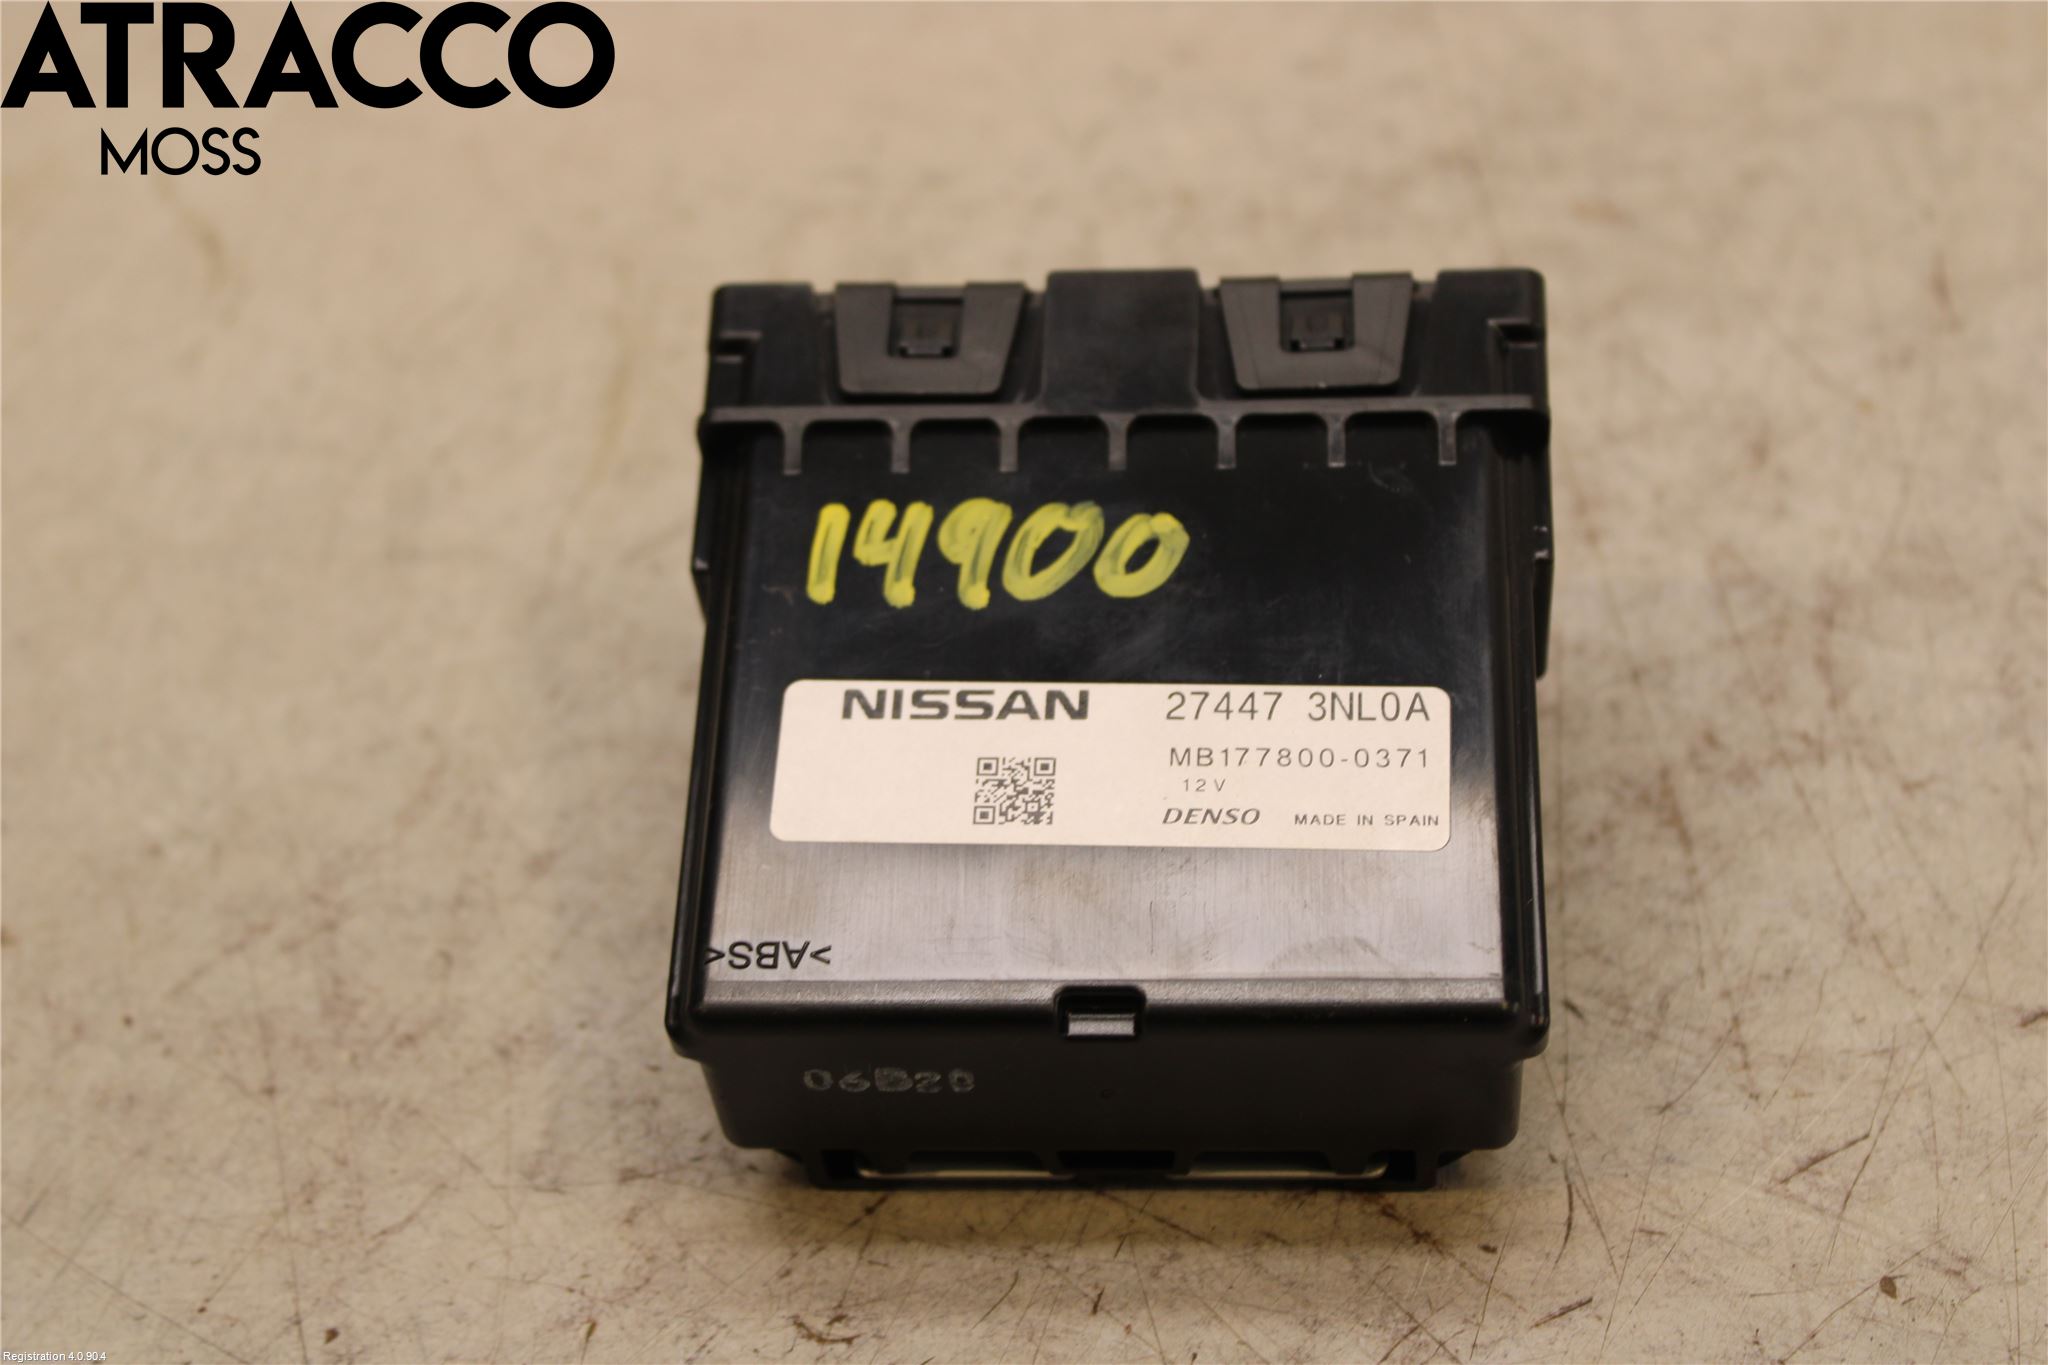 ATRACCO
MOSS
14900
NISSAN 27447 3NL0A
MB177800-0371
12V
DENSO MADE IN SPAIN
>ABS<
Registration 4.0.90.4